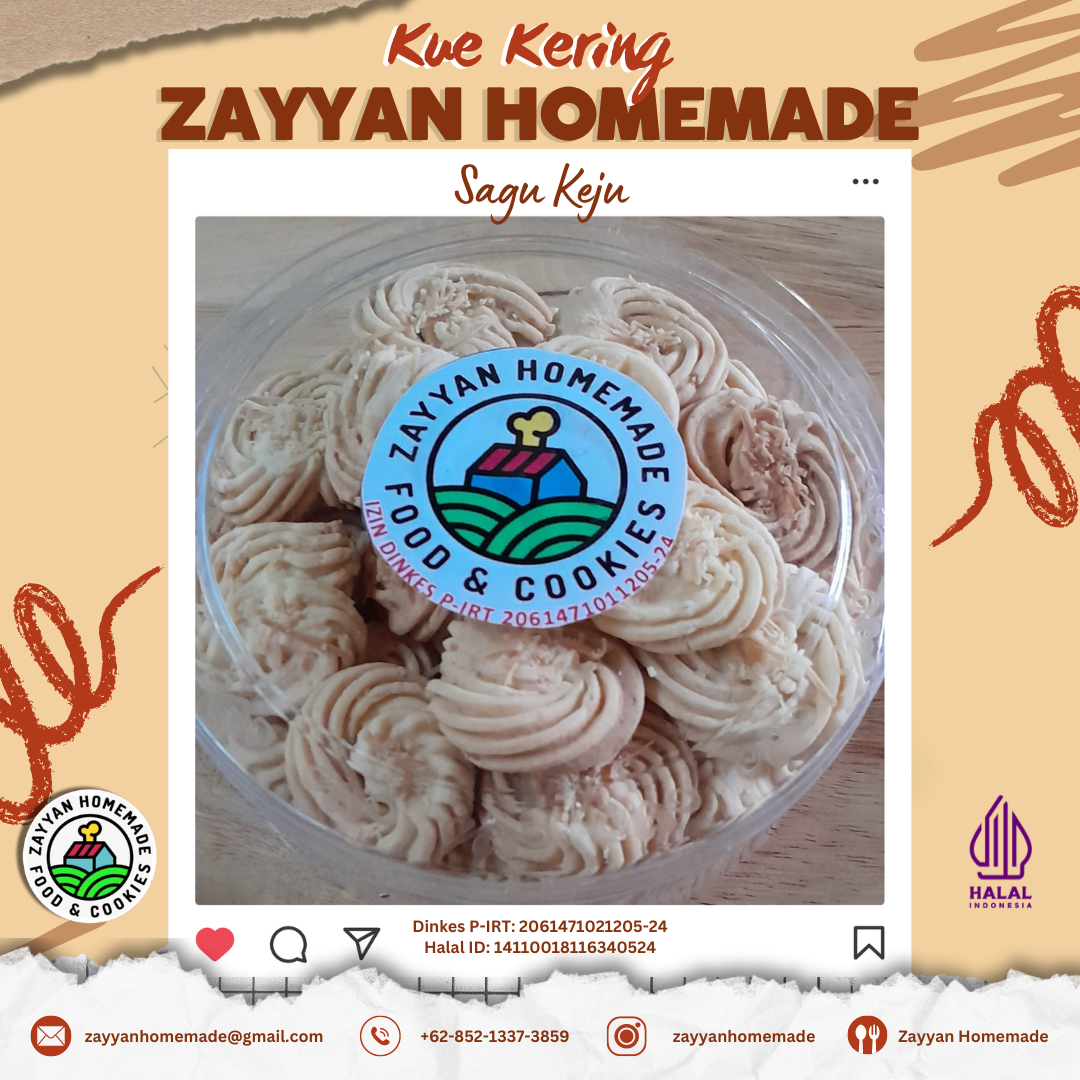 Kue Kering
ZAYYAN HOMEMADE
Sagu Keju
ZAYYAN HOMEMADE
FOOD & COOKIES
IZIN DINKES P-IRT 2061471011205-24
ZAYYAN HOMEMADE
FOOD & COOKIES
HALAL
INDONESIA
Dinkes P-IRT: 2061471021205-24
Halal ID: 14110018116340524
zayyanhomemade@gmail.com
+62-852-1337-3859
zayyanhomemade
Zayyan Homemade